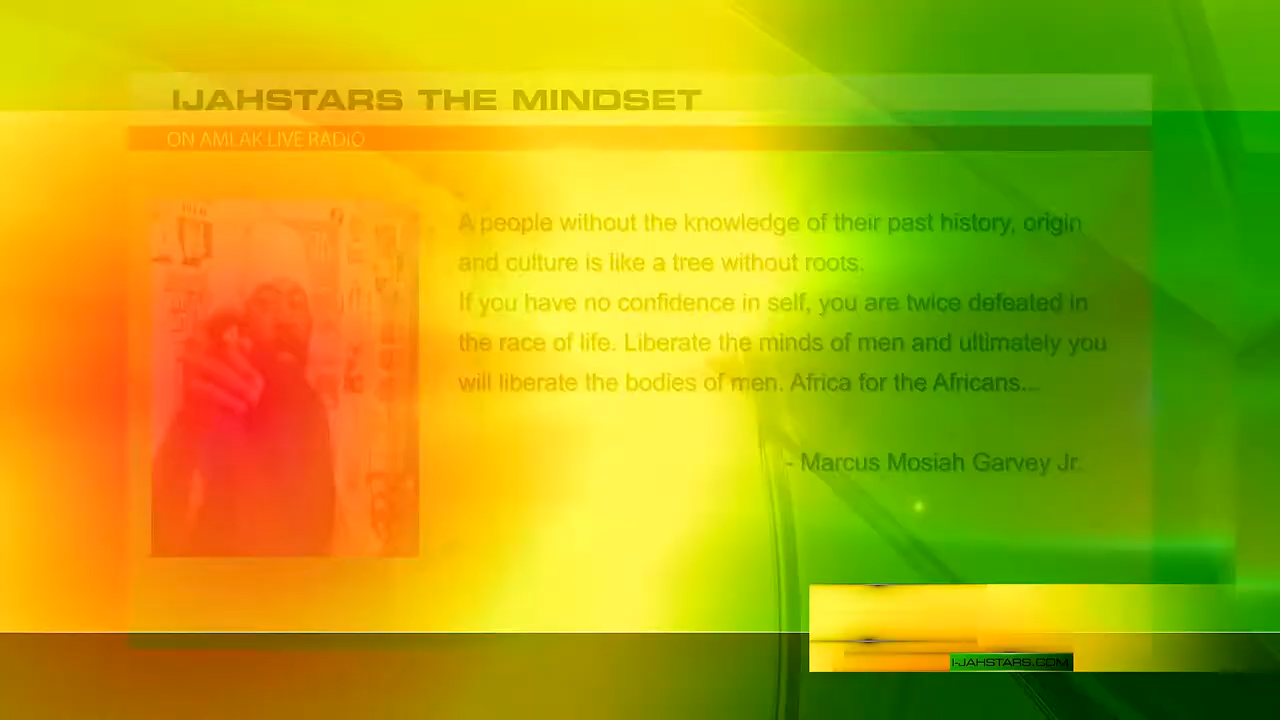 IJAHSTARS THE MINDSET
ON AMLAK LIVE RADIO
A people without the knowledge of their past history, origin
and culture is like a tree without roots.
If you have no confidence in self, you are twice defeated in
the race of life. Liberate the minds of men and ultimately you
will liberate the bodies of men. Africa for the Africans...
- Marcus Mosiah Garvey Jr.
I-JAHSTARS.COM